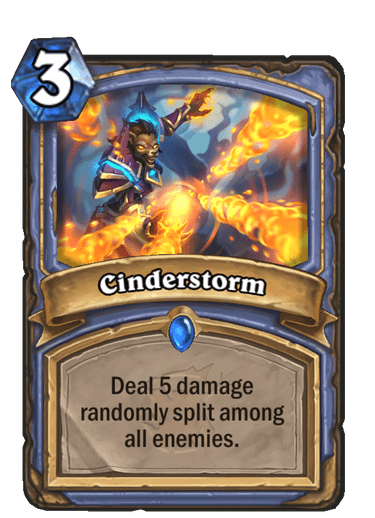 3
Cinderstorm
Deal 5 damage
randomly split among
all enemies.